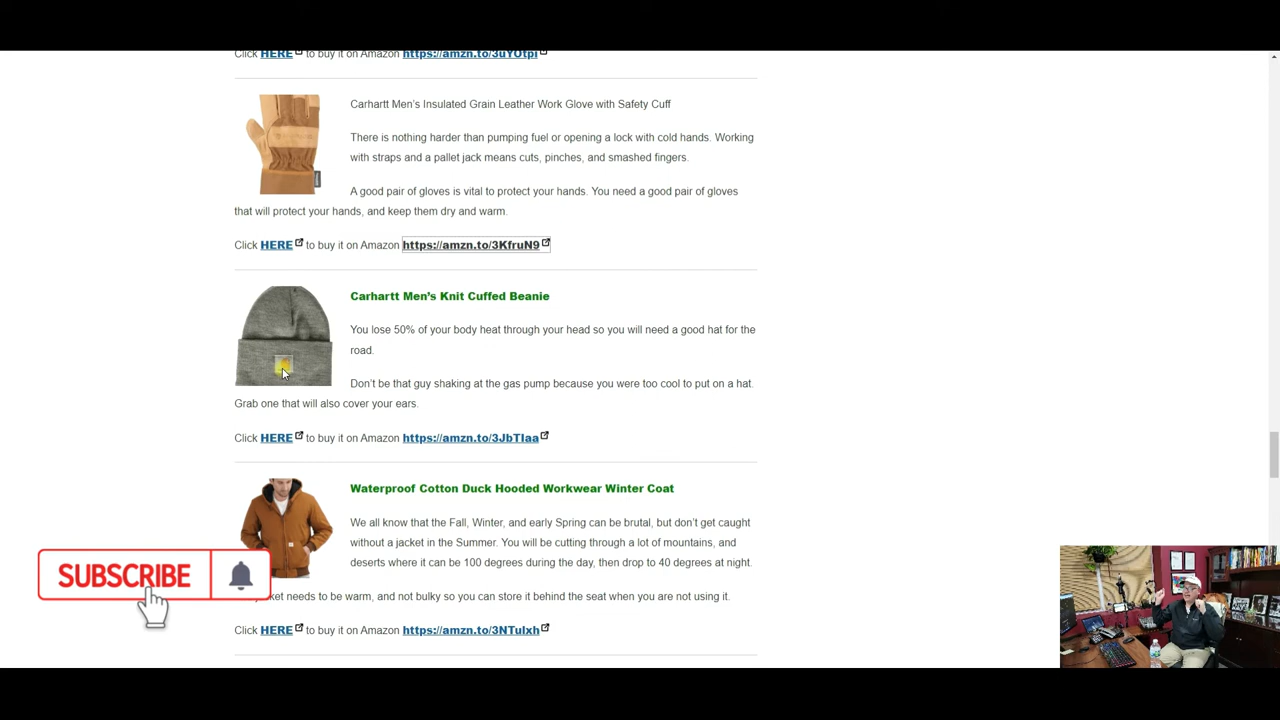 Click HERE to buy it on Amazon https://amzn.to/3uYOtpi
Carhartt Men's Insulated Grain Leather Work Glove with Safety Cuff
There is nothing harder than pumping fuel or opening a lock with cold hands. Working
with straps and a pallet jack means cuts, pinches, and smashed fingers.
A good pair of gloves is vital to protect your hands. You need a good pair of gloves
that will protect your hands, and keep them dry and warm.
Click HERE to buy it on Amazon https://amzn.to/3KfruN9
Carhartt Men's Knit Cuffed Beanie
You lose 50% of your body heat through your head so you will need a good hat for the
road.
Don't be that guy shaking at the gas pump because you were too cool to put on a hat.
Grab one that will also cover your ears.
Click HERE to buy it on Amazon https://amzn.to/3JbTIaa
Waterproof Cotton Duck Hooded Workwear Winter Coat
We all know that the Fall, Winter, and early Spring can be brutal, but don't get caught
without a jacket in the Summer. You will be cutting through a lot of mountains, and
deserts where it can be 100 degrees during the day, then drop to 40 degrees at night.
needs to be warm, and not bulky so you can store it behind the seat when you are not using it.
Click HERE to buy it on Amazon https://amzn.to/3NTulxh
SUBSCRIBE